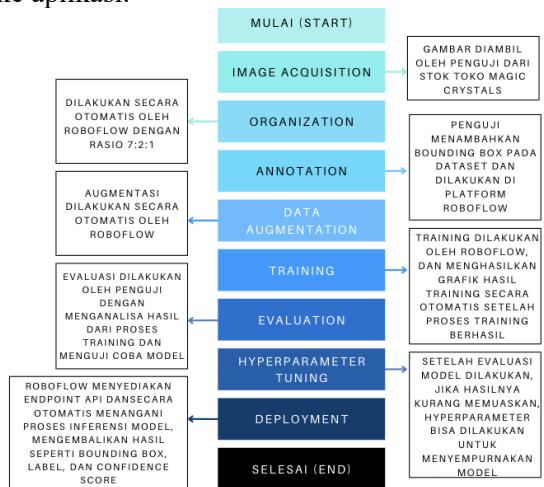 ke aplikasi.
MULAI (START)
IMAGE ACQUISITION
GAMBAR DIAMBIL
OLEH PENGUJI DARI
STOK TOKO MAGIC
CRYSTALS
ORGANIZATION
DILAKUKAN SECARA
OTOMATIS OLEH
ROBOFLOW DENGAN
RASIO 7:2:1
ANNOTATION
PENGUJI
MENAMBAHKAN
BOUNDING BOX PADA
DATASET DAN
DILAKUKAN DI
PLATFORM
ROBOFLOW
DATA
AUGMENTATION
AUGMENTASI
DILAKUKAN SECARA
OTOMATIS OLEH
ROBOFLOW
TRAINING
TRAINING DILAKUKAN
OLEH ROBOFLOW,
DAN MENGHASILKAN
GRAFIK HASIL
TRAINING SECARA
OTOMATIS SETELAH
PROSES TRAINING
BERHASIL
EVALUATION
EVALUASI DILAKUKAN
OLEH PENGUJI
DENGAN
MENGANALISA HASIL
DARI PROSES
TRAINING DAN
MENGUJI COBA MODEL
HYPERPARAMETER
TUNING
SETELAH EVALUASI
MODEL DILAKUKAN,
JIKA HASILNYA
KURANG MEMUASKAN,
HYPERPARAMETER
BISA DILAKUKAN
UNTUK
MENYEMPURNAKAN
MODEL
DEPLOYMENT
ROBOFLOW MENYEDIAKAN
ENDPOINT API DANSECARA
OTOMATIS MENANGANI
PROSES INFERENSI MODEL,
MENGEMBALIKAN HASIL
SEPERTI BOUNDING BOX,
LABEL, DAN CONFIDENCE
SCORE
SELESAI (END)